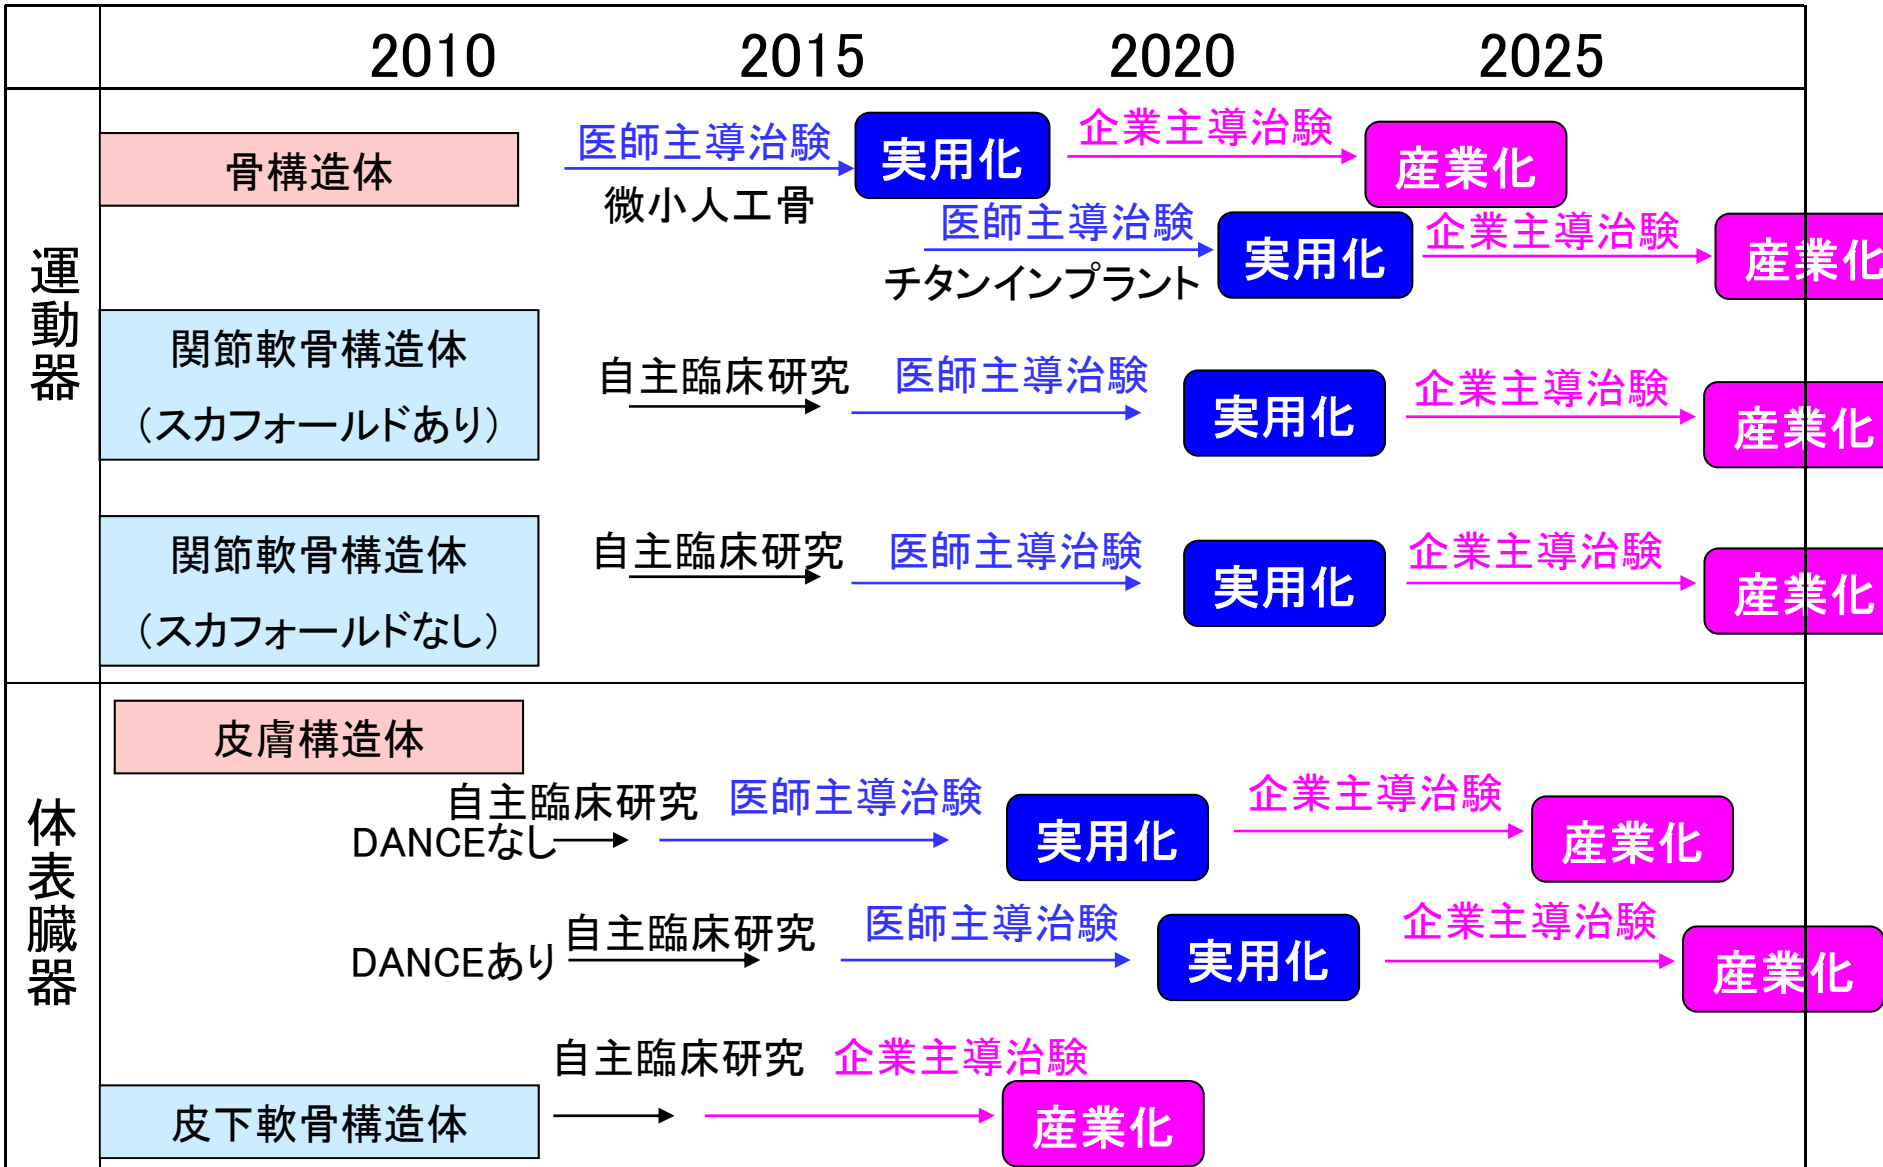 2010 2015 2020 2025
運動器
骨構造体
医師主導治験
実用化
企業主導治験
産業化
微小人工骨
医師主導治験
実用化
企業主導治験
産業化
チタンインプラント
関節軟骨構造体
（スカフォールドあり）
自主臨床研究
医師主導治験
実用化
企業主導治験
産業化
関節軟骨構造体
（スカフォールドなし）
自主臨床研究
医師主導治験
実用化
企業主導治験
産業化
体表臓器
皮膚構造体
自主臨床研究
DANCEなし
医師主導治験
実用化
企業主導治験
産業化
自主臨床研究
DANCEあり
医師主導治験
実用化
企業主導治験
産業化
自主臨床研究
企業主導治験
皮下軟骨構造体
産業化